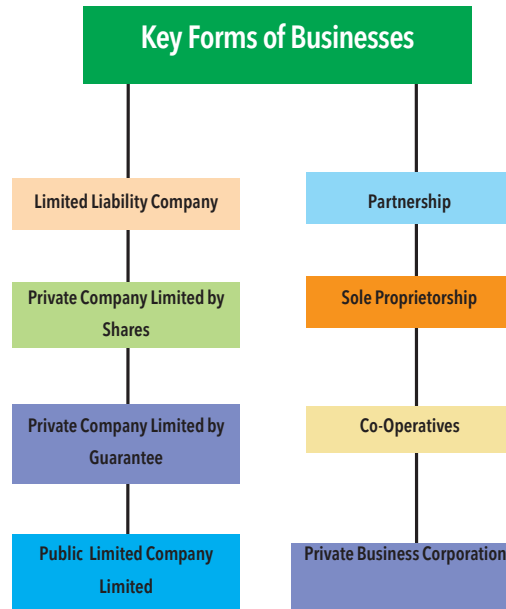 Key Forms of Businesses
Limited Liability Company
Private Company Limited by
Shares
Private Company Limited by
Guarantee
Public Limited Company
Limited
Partnership
Sole Proprietorship
Co-Operatives
Private Business Corporation